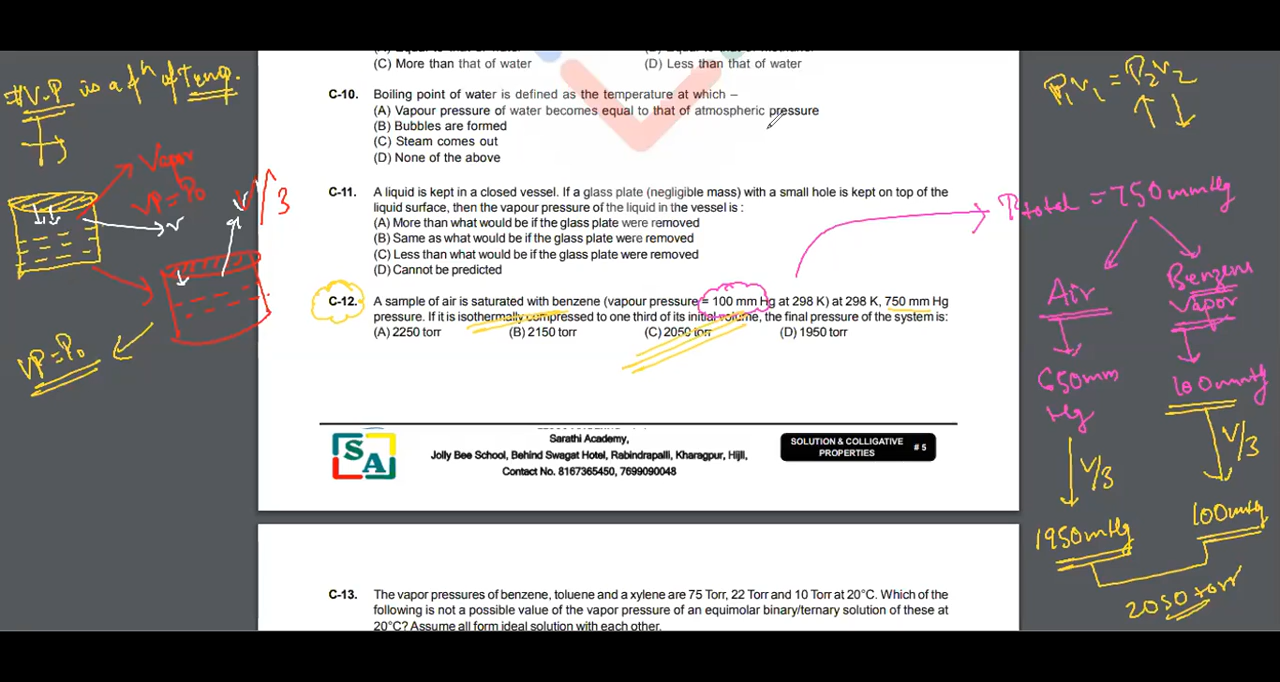 (C) More than that of water (D) Less than that of water
C-10. Boiling point of water is defined as the temperature at which –
(A) Vapour pressure of water becomes equal to that of atmospheric pressure
(B) Bubbles are formed
(C) Steam comes out
(D) None of the above
C-11. A liquid is kept in a closed vessel. If a glass plate (negligible mass) with a small hole is kept on top of the
liquid surface, then the vapour pressure of the liquid in the vessel is :
(A) More than what would be if the glass plate were removed
(B) Same as what would be if the glass plate were removed
(C) Less than what would be if the glass plate were removed
(D) Cannot be predicted
C-12. A sample of air is saturated with benzene (vapour pressure = 100 mm Hg at 298 K) at 298 K, 750 mm Hg
pressure. If it is isothermally compressed to one third of its initial volume, the final pressure of the system is:
(A) 2250 torr (B) 2150 torr (C) 2050 torr (D) 1950 torr
SA
Sarathi Academy,
Jolly Bee School, Behind Swagat Hotel, Rabindrapalli, Kharagpur, Hijli,
Contact No. 8167365450, 7699090048
SOLUTION & COLLIGATIVE
PROPERTIES
# 5
C-13. The vapor pressures of benzene, toluene and a xylene are 75 Torr, 22 Torr and 10 Torr at 20°C. Which of the
following is not a possible value of the vapor pressure of an equimolar binary/ternary solution of these at
20°C? Assume all form ideal solution with each other.
#V.P is a fⁿ of Temp.
Vapor
VP=P₀
V/3
V
VP=P₀
P₁V₁ = P₂V₂
Ptotal = 750mmHg
Air
Benzene
Vapor
650mm
Hg
100mmHg
V/3
V/3
1950mmHg
100mmHg
2050 torr